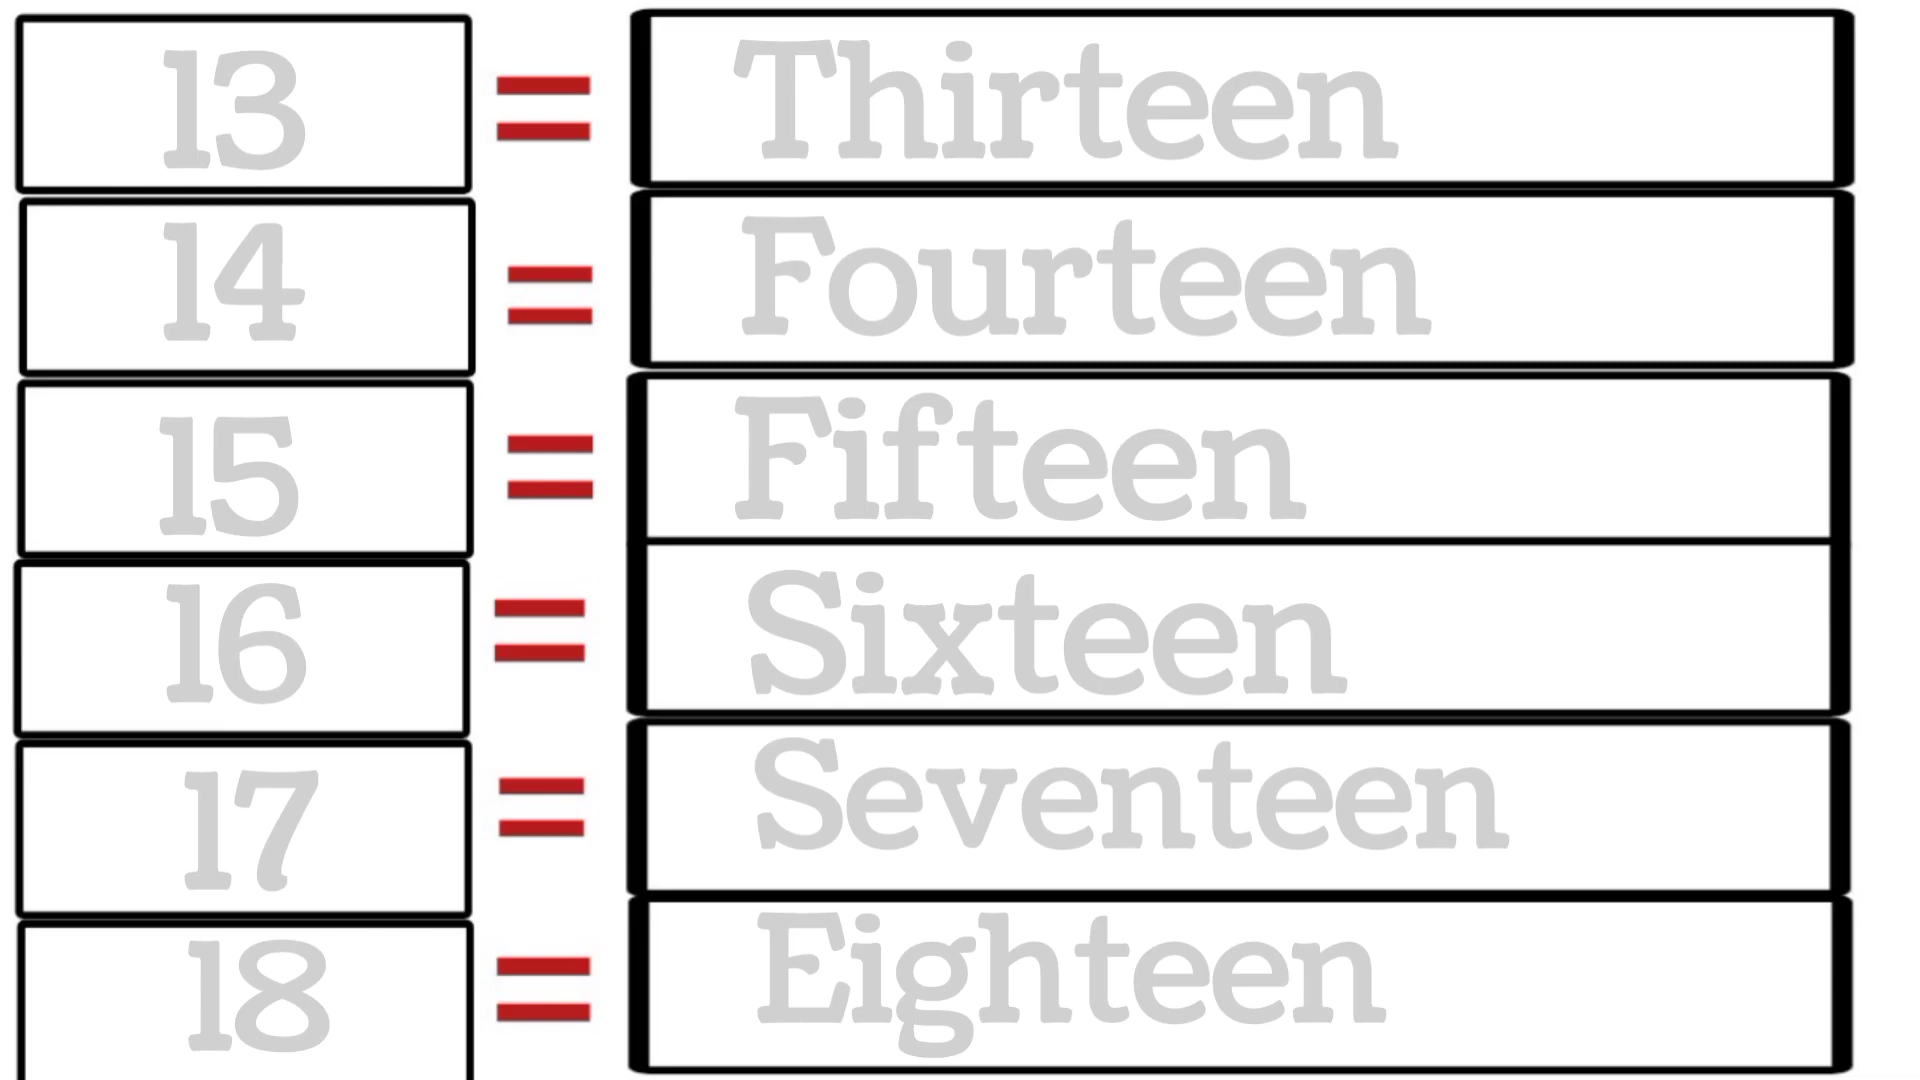 13 = Thirteen
14 = Fourteen
15 = Fifteen
16 = Sixteen
17 = Seventeen
18 = Eighteen